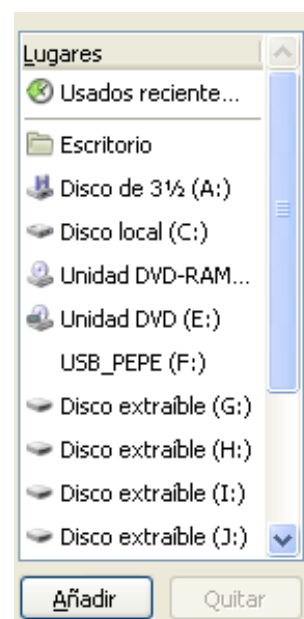 Lugares
Usados reciente...
Escritorio
Disco de 3½ (A:)
Disco local (C:)
Unidad DVD-RAM...
Unidad DVD (E:)
USB_PEPE (F:)
Disco extraíble (G:)
Disco extraíble (H:)
Disco extraíble (I:)
Disco extraíble (J:)
Añadir Quitar